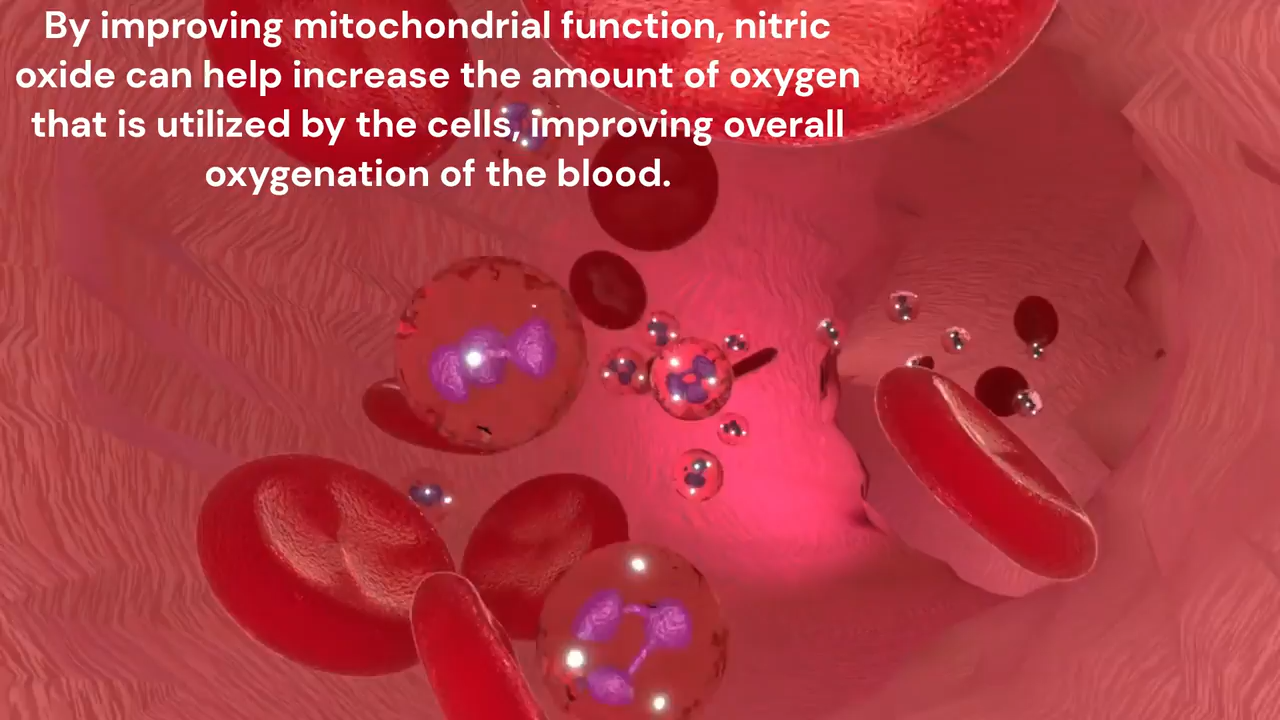 By improving mitochondrial function, nitric
oxide can help increase the amount of oxygen
that is utilized by the cells, improving overall
oxygenation of the blood.